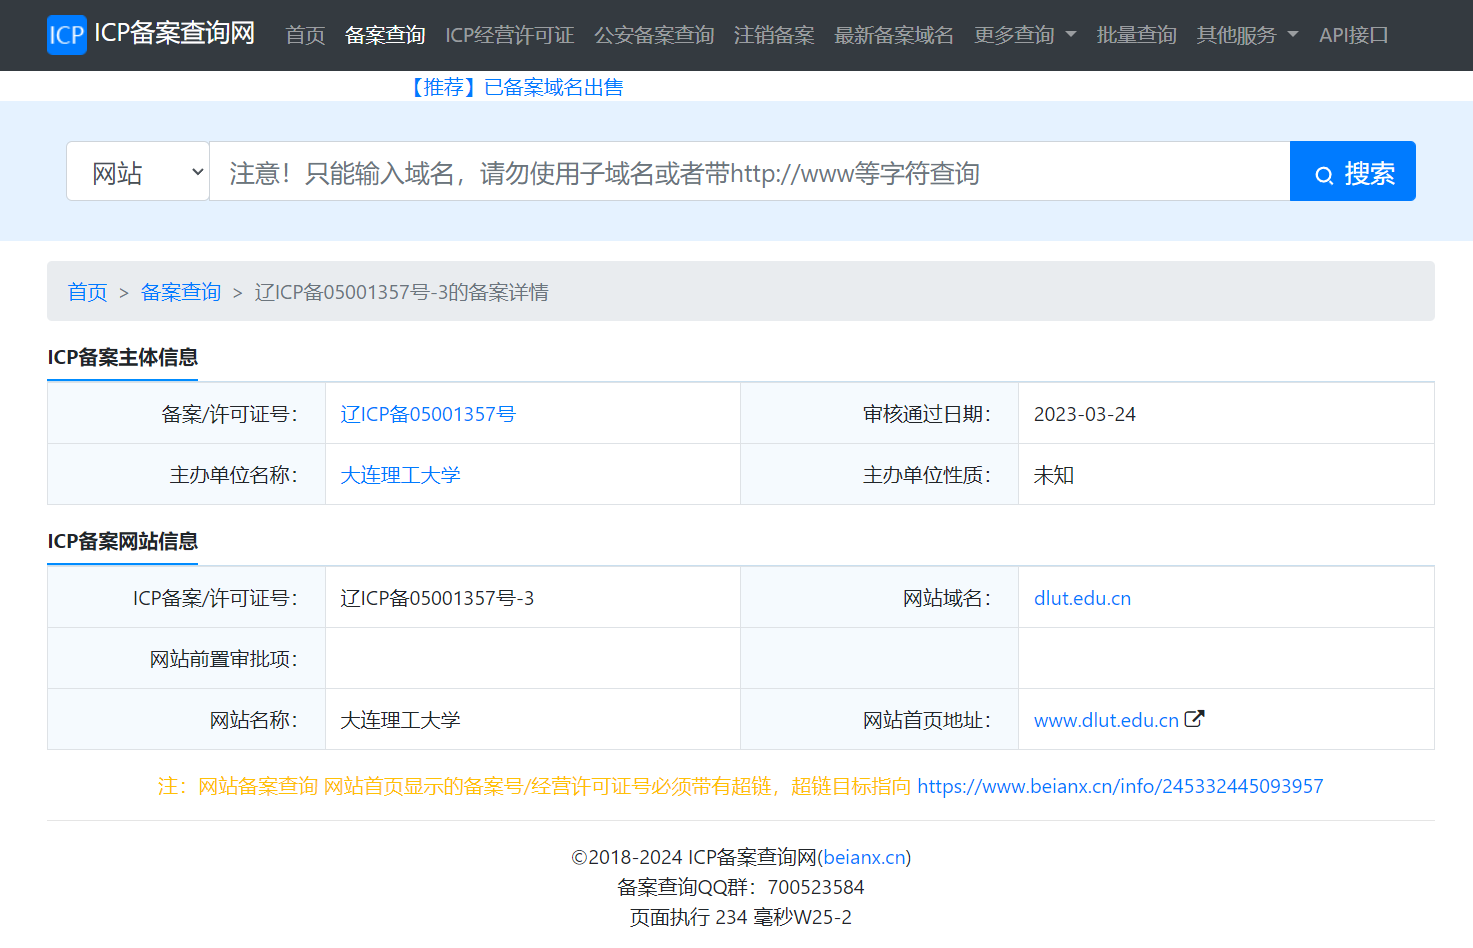 ICP ICP备案查询网 首页 备案查询 ICP经营许可证 公安备案查询 注销备案 最新备案域名 更多查询 批量查询 其他服务 API接口
【推荐】已备案域名出售
网站 注意！只能输入域名，请勿使用子域名或者带http://www等字符查询 搜索
首页 > 备案查询 > 辽ICP备05001357号-3的备案详情
ICP备案主体信息
备案/许可证号： 辽ICP备05001357号 审核通过日期： 2023-03-24
主办单位名称： 大连理工大学 主办单位性质： 未知
ICP备案网站信息
ICP备案/许可证号： 辽ICP备05001357号-3 网站域名： dlut.edu.cn
网站前置审批项：
网站名称： 大连理工大学 网站首页地址： www.dlut.edu.cn
注：网站备案查询 网站首页显示的备案号/经营许可证号必须带有超链，超链目标指向 https://www.beianx.cn/info/245332445093957
©2018-2024 ICP备案查询网(beianx.cn)
备案查询QQ群：700523584
页面执行 234 毫秒W25-2